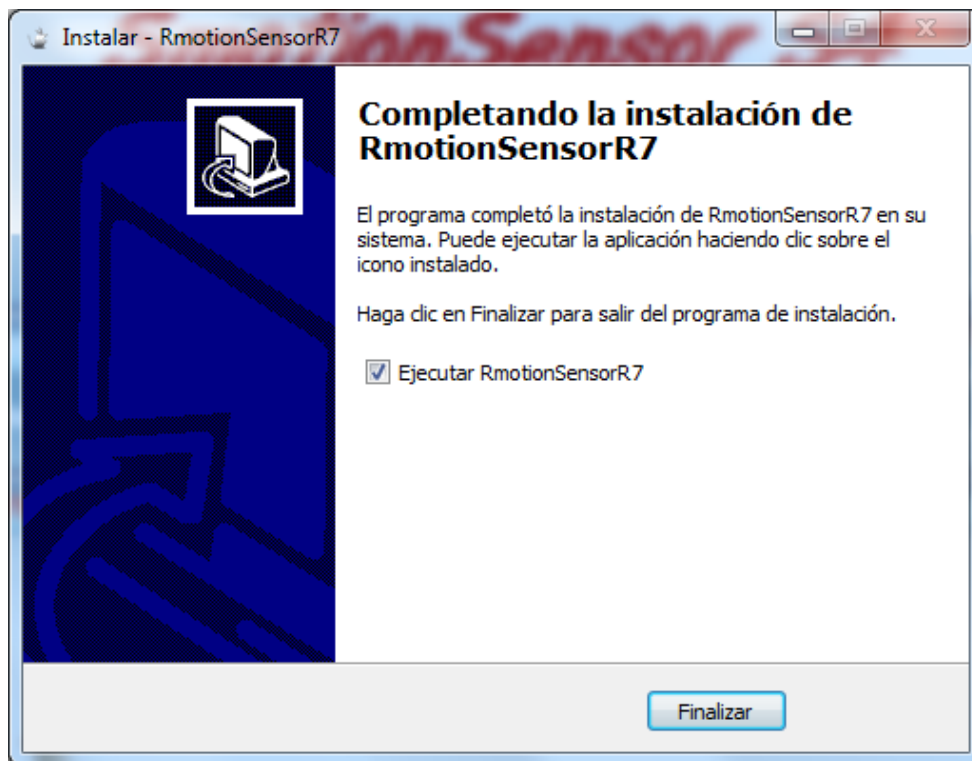 Instalar - RmotionSensorR7
Completando la instalación de
RmotionSensorR7
El programa completó la instalación de RmotionSensorR7 en su
sistema. Puede ejecutar la aplicación haciendo clic sobre el
icono instalado.
Haga clic en Finalizar para salir del programa de instalación.
Ejecutar RmotionSensorR7
Finalizar